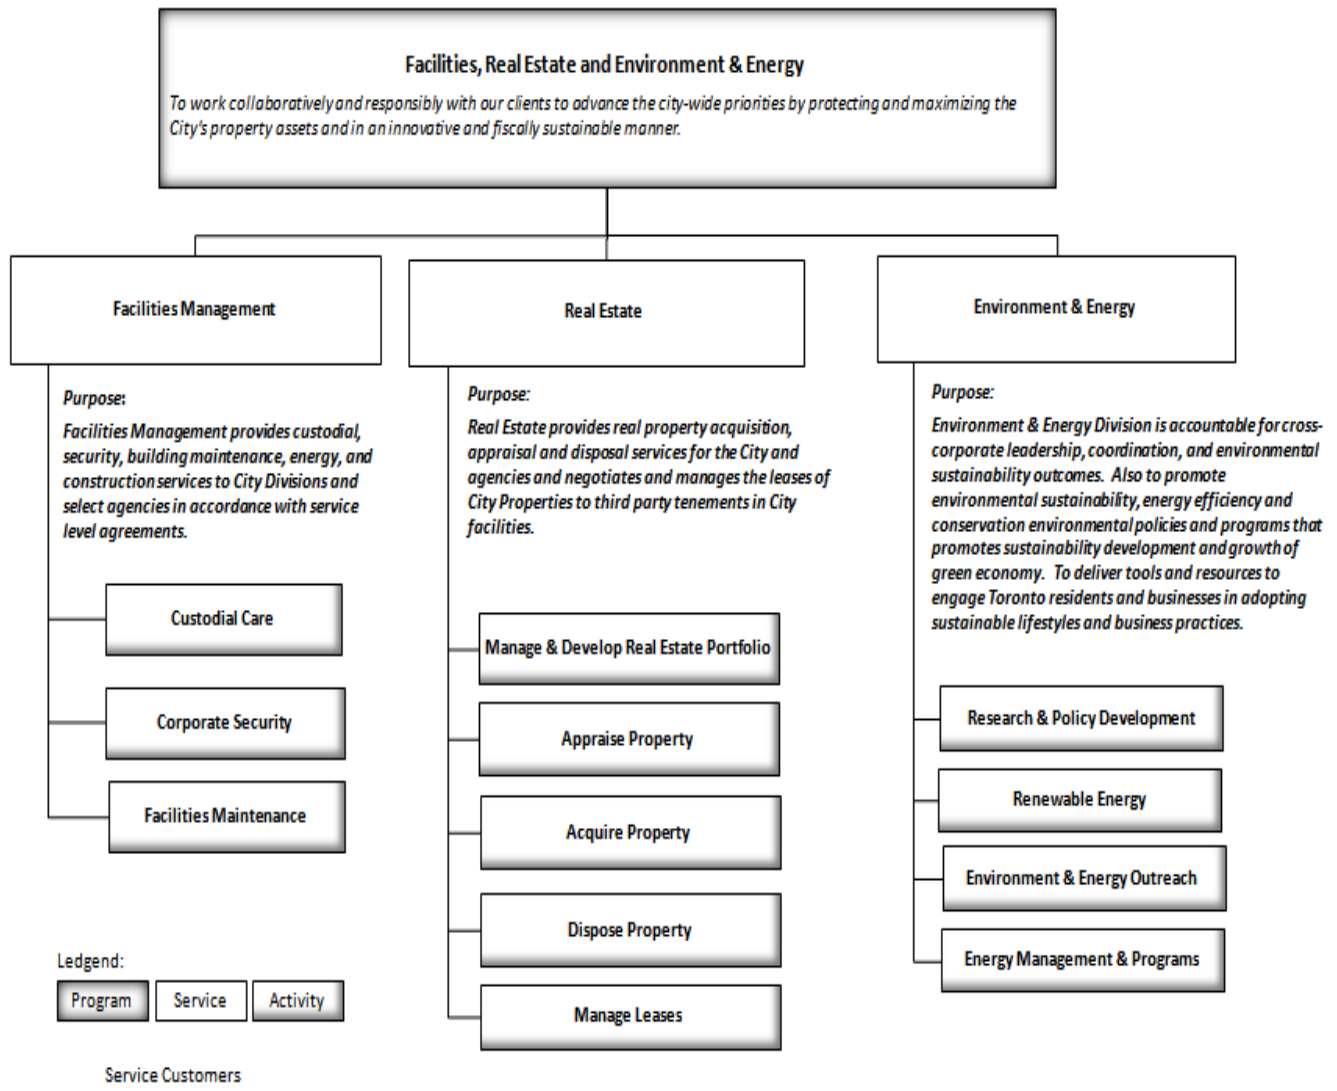 Facilities, Real Estate and Environment & Energy
To work collaboratively and responsibly with our clients to advance the city-wide priorities by protecting and maximizing the
City's property assets and in an innovative and fiscally sustainable manner.
Facilities Management
Purpose:
Facilities Management provides custodial,
security, building maintenance, energy, and
construction services to City Divisions and
select agencies in accordance with service
level agreements.
Custodial Care
Corporate Security
Facilities Maintenance
Real Estate
Purpose:
Real Estate provides real property acquisition,
appraisal and disposal services for the City and
agencies and negotiates and manages the leases of
City Properties to third party tenements in City
facilities.
Manage & Develop Real Estate Portfolio
Appraise Property
Acquire Property
Dispose Property
Manage Leases
Environment & Energy
Purpose:
Environment & Energy Division is accountable for cross-
corporate leadership, coordination, and environmental
sustainability outcomes.  Also to promote
environmental sustainability, energy efficiency and
conservation environmental policies and programs that
promotes sustainability development and growth of
green economy.  To deliver tools and resources to
engage Toronto residents and businesses in adopting
sustainable lifestyles and business practices.
Research & Policy Development
Renewable Energy
Environment & Energy Outreach
Energy Management & Programs
Ledgend:
Program
Service
Activity
Service Customers